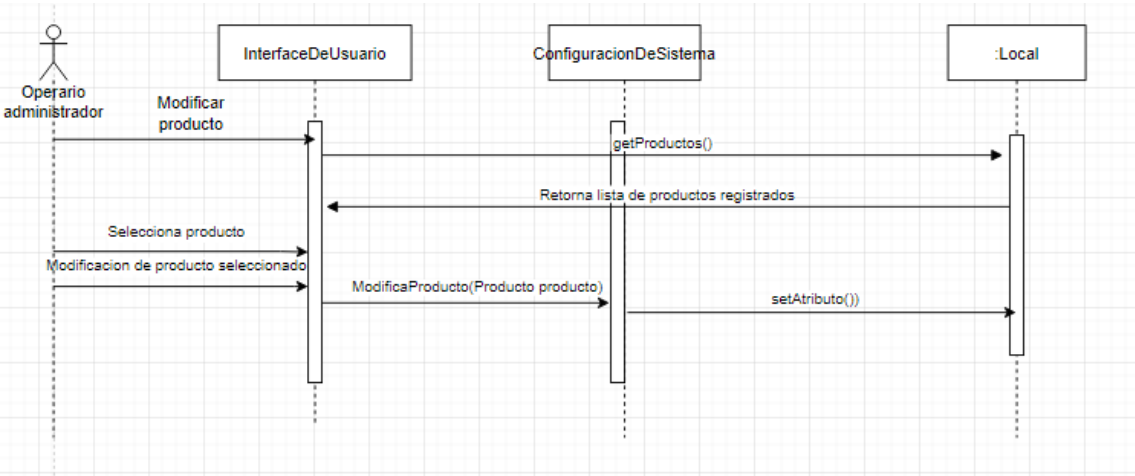 InterfaceDeUsuario
ConfiguracionDeSistema
:Local
Operario
administrador
Modificar
producto
getProductos()
Retorna lista de productos registrados
Selecciona producto
Modificacion de producto seleccionado
ModificaProducto(Producto producto)
setAtributo())